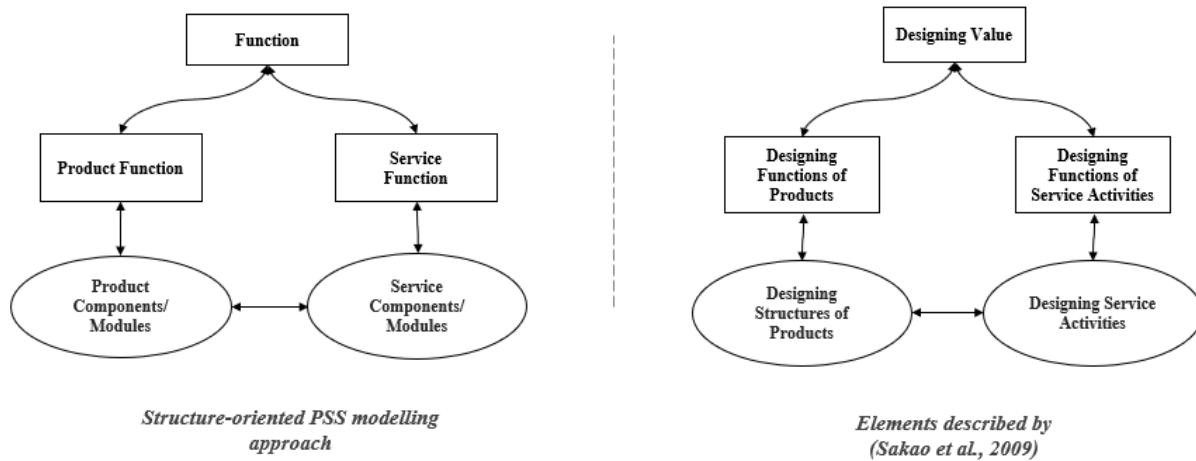 Function
Product Function
Service
Function
Product
Components/
Modules
Service
Components/
Modules
Structure-oriented PSS modelling
approach
Designing Value
Designing
Functions of
Products
Designing
Functions of
Service Activities
Designing
Structures of
Products
Designing Service
Activities
Elements described by
(Sakao et al., 2009)